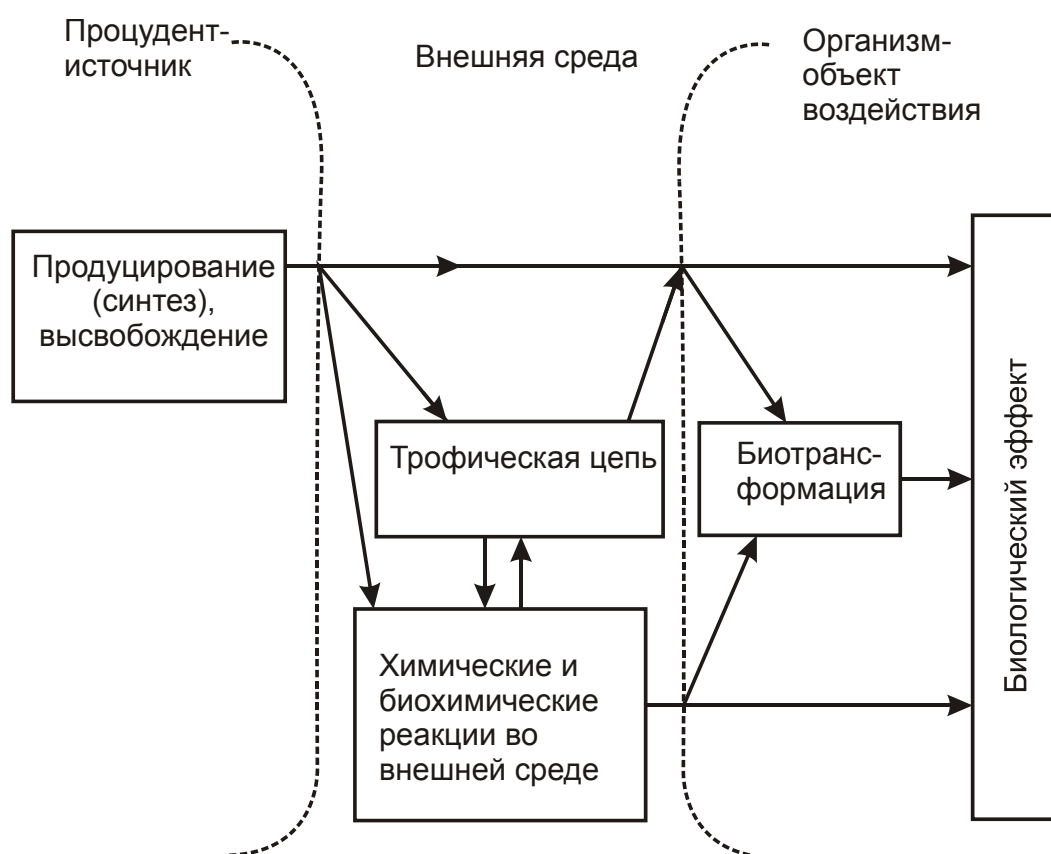 Процудент-
источник
Внешняя среда
Организм-
объект
воздействия
Продуцирование
(синтез),
высвобождение
Трофическая цепь
Биотранс-
формация
Химические и
биохимические
реакции во
внешней среде
Биологический эффект